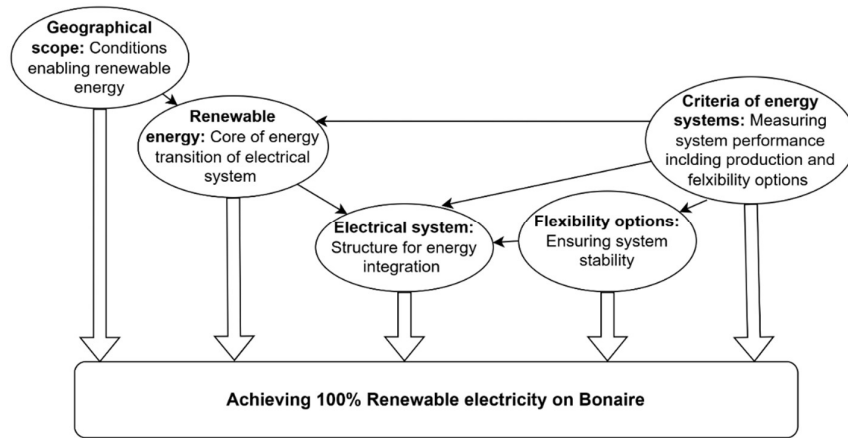 Geographical
scope: Conditions
enabling renewable
energy
Renewable
energy: Core of energy
transition of electrical
system
Criteria of energy
systems: Measuring
system performance
inclding production and
felxibility options
Electrical system:
Structure for energy
integration
Flexibility options:
Ensuring system
stability
Achieving 100% Renewable electricity on Bonaire